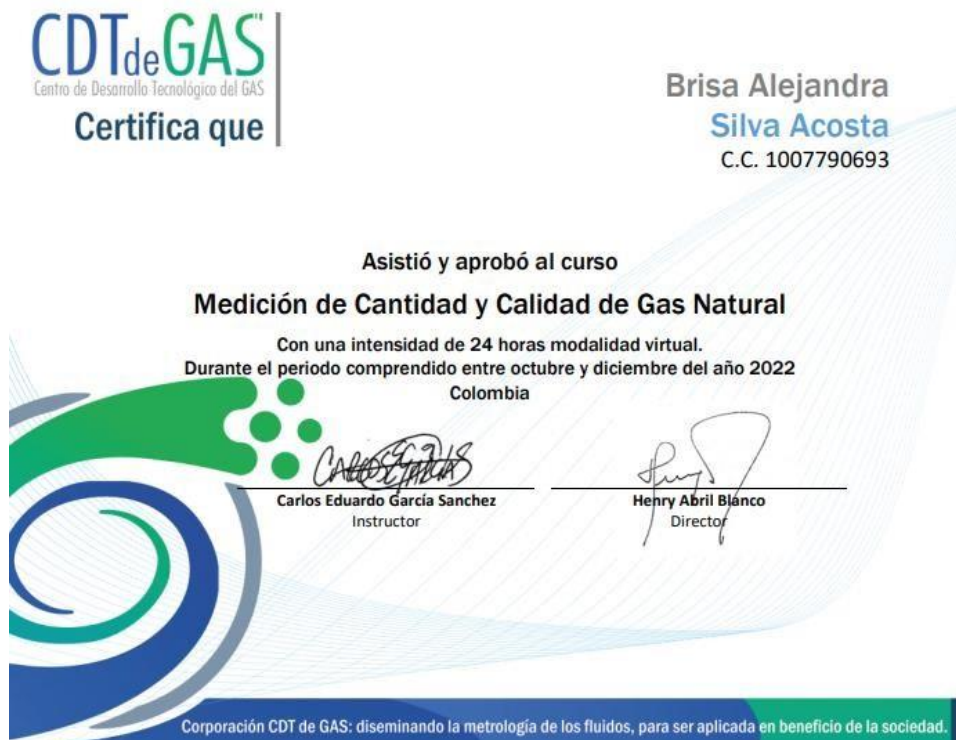 CDTdeGAS
Centro de Desarrollo Tecnológico del GAS
Certifica que
Brisa Alejandra
Silva Acosta
C.C. 1007790693
Asistió y aprobó al curso
Medición de Cantidad y Calidad de Gas Natural
Con una intensidad de 24 horas modalidad virtual.
Durante el periodo comprendido entre octubre y diciembre del año 2022
Colombia
Carlos Eduardo García Sanchez
Instructor
Henry Abril Blanco
Director
Corporación CDT de GAS: diseminando la metrología de los fluidos, para ser aplicada en beneficio de la sociedad.